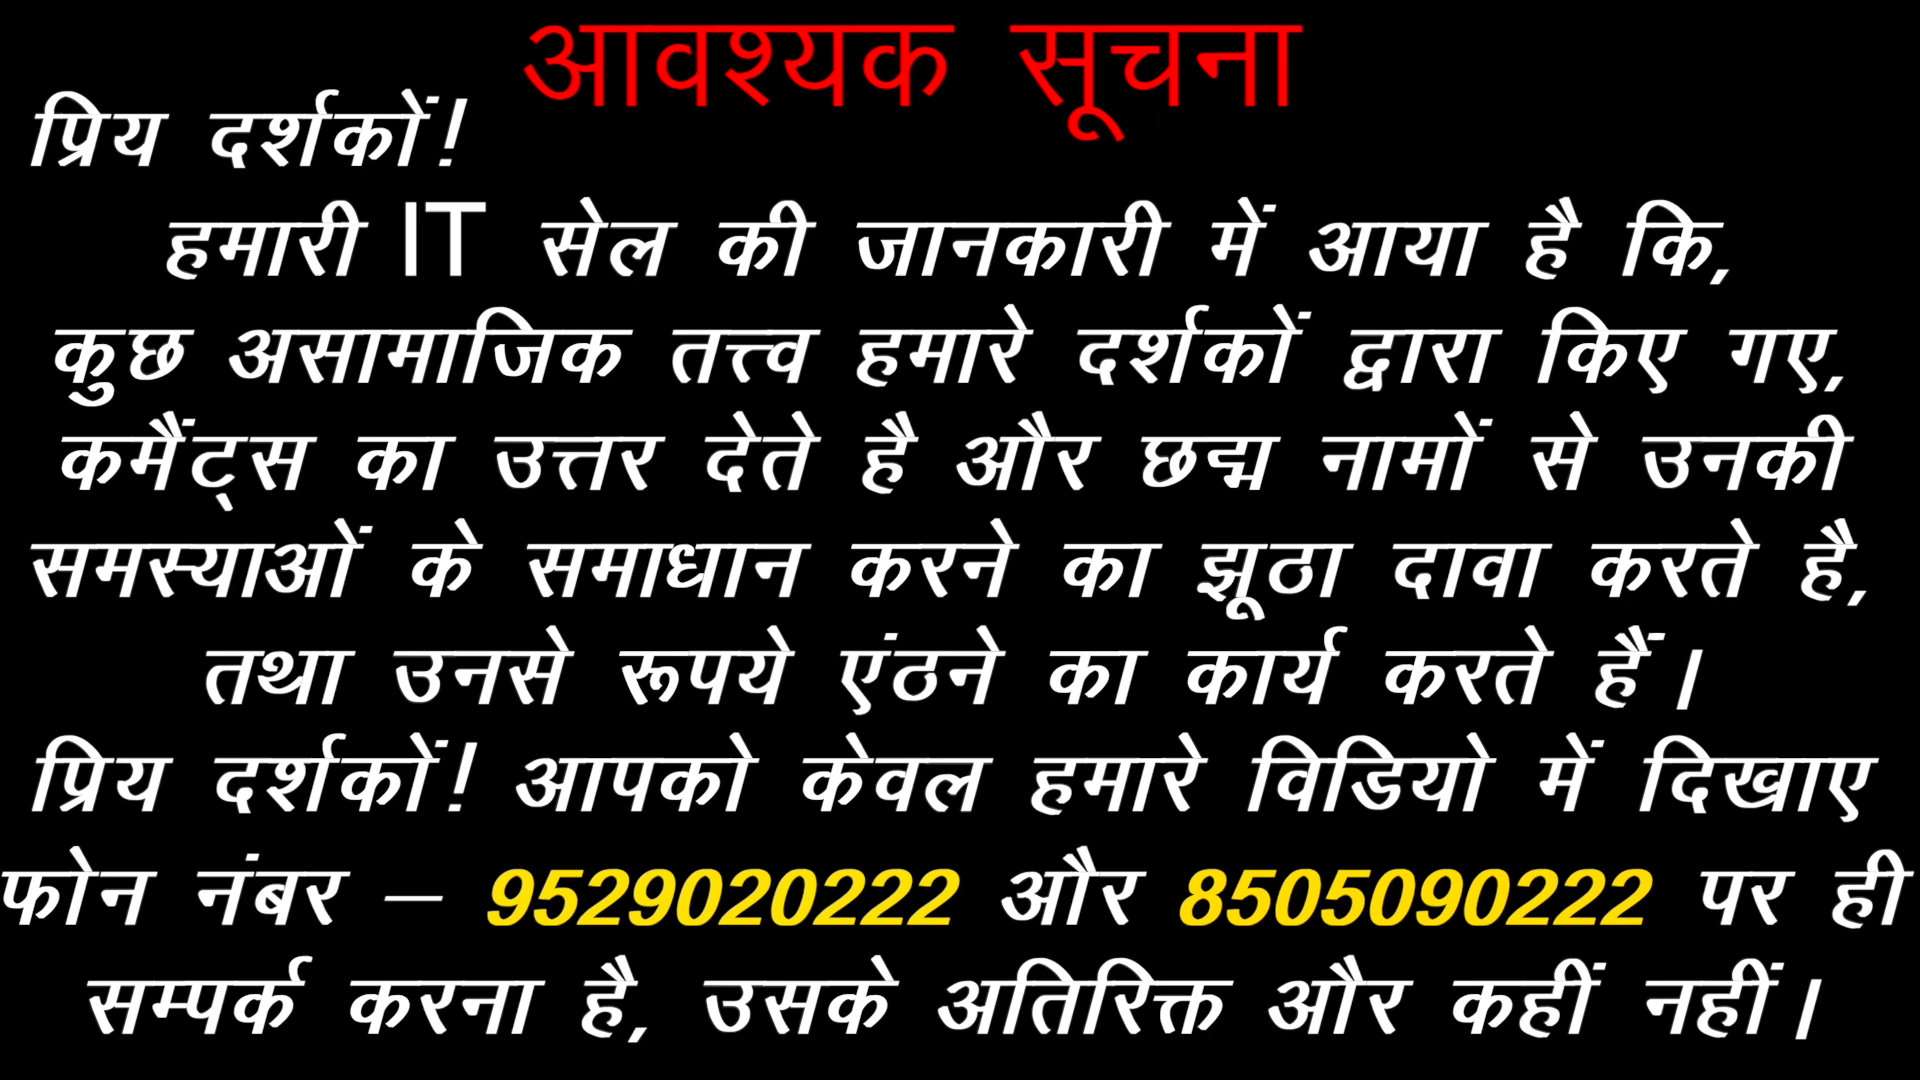 आवश्यक सूचना
प्रिय दर्शकों!
हमारी IT सेल की जानकारी में आया है कि,
कुछ असामाजिक तत्त्व हमारे दर्शकों द्वारा किए गए,
कमैंट्स का उत्तर देते है और छद्म नामों से उनकी
समस्याओं के समाधान करने का झूठा दावा करते है,
तथा उनसे रूपये एंठने का कार्य करते हैं।
प्रिय दर्शकों! आपको केवल हमारे विडियो में दिखाए
फोन नंबर – 9529020222 और 8505090222 पर ही
सम्पर्क करना है, उसके अतिरिक्त और कहीं नहीं।